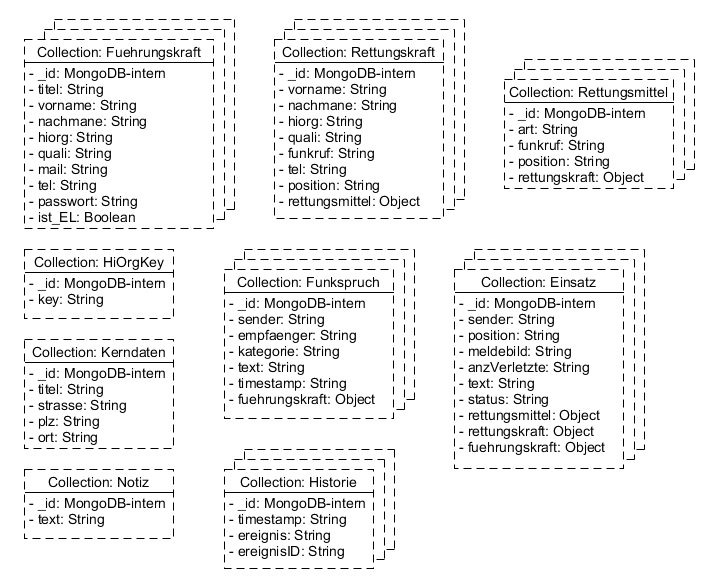 Collection: Fuehrungskraft
- _id: MongoDB-intern
- titel: String
- vorname: String
- nachmane: String
- hiorg: String
- quali: String
- mail: String
- tel: String
- passwort: String
- ist_EL: Boolean
Collection: Rettungskraft
- _id: MongoDB-intern
- vorname: String
- nachmane: String
- hiorg: String
- quali: String
- funkruf: String
- tel: String
- position: String
- rettungsmittel: Object
Collection: Rettungsmittel
- _id: MongoDB-intern
- art: String
- funkruf: String
- position: String
- rettungskraft: Object
Collection: HiOrgKey
- _id: MongoDB-intern
- key: String
Collection: Funkspruch
- _id: MongoDB-intern
- sender: String
- empfaenger: String
- kategorie: String
- text: String
- timestamp: String
- fuehrungskraft: Object
Collection: Einsatz
- _id: MongoDB-intern
- sender: String
- position: String
- meldebild: String
- anzVerletzte: String
- text: String
- status: String
- rettungsmittel: Object
- rettungskraft: Object
- fuehrungskraft: Object
Collection: Kerndaten
- _id: MongoDB-intern
- titel: String
- strasse: String
- plz: String
- ort: String
Collection: Notiz
- _id: MongoDB-intern
- text: String
Collection: Historie
- _id: MongoDB-intern
- timestamp: String
- ereignis: String
- ereignisID: String